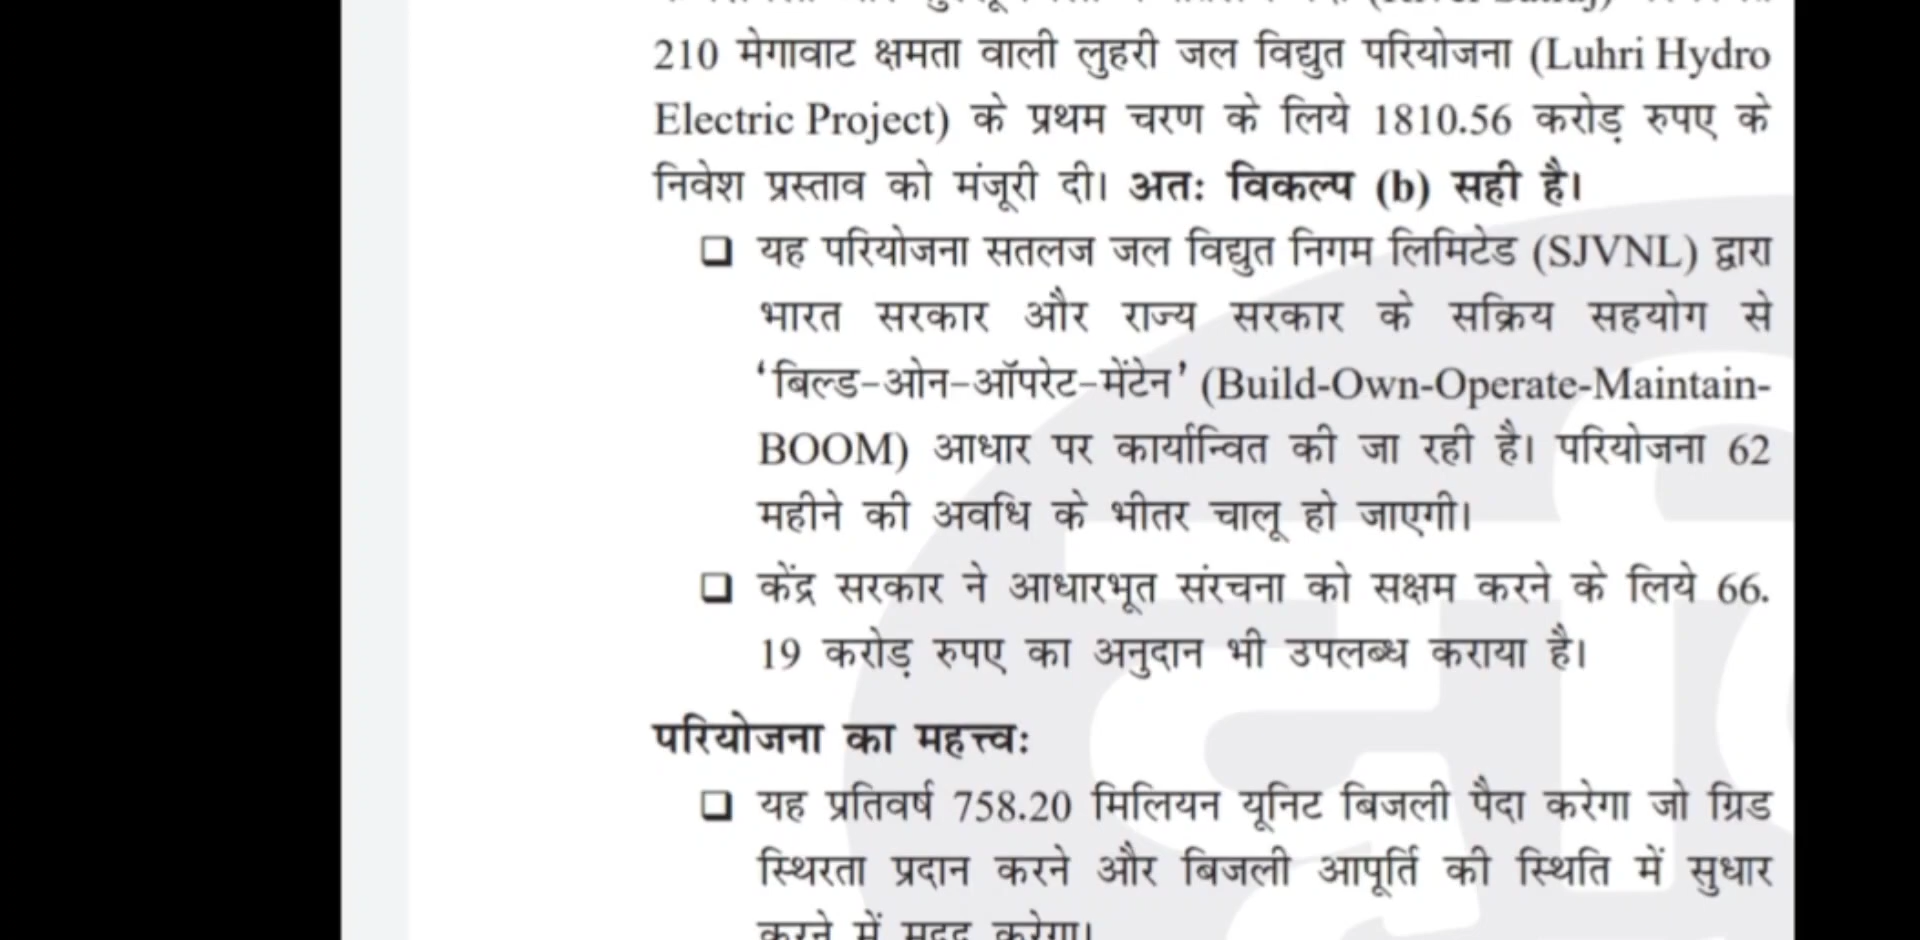 210 मेगावाट क्षमता वाली लुहरी जल विद्युत परियोजना (Luhri Hydro
Electric Project) के प्रथम चरण के लिये 1810.56 करोड़ रुपए के
निवेश प्रस्ताव को मंजूरी दी। अतः विकल्प (b) सही है।
❑ यह परियोजना सतलज जल विद्युत निगम लिमिटेड (SJVNL) द्वारा
भारत सरकार और राज्य सरकार के सक्रिय सहयोग से
‘बिल्ड-ओन-ऑपरेट-मेंटेन’ (Build-Own-Operate-Maintain-
BOOM) आधार पर कार्यान्वित की जा रही है। परियोजना 62
महीने की अवधि के भीतर चालू हो जाएगी।
❑ केंद्र सरकार ने आधारभूत संरचना को सक्षम करने के लिये 66.
19 करोड़ रुपए का अनुदान भी उपलब्ध कराया है।
परियोजना का महत्त्व:
❑ यह प्रतिवर्ष 758.20 मिलियन यूनिट बिजली पैदा करेगा जो ग्रिड
स्थिरता प्रदान करने और बिजली आपूर्ति की स्थिति में सुधार
करने में मदद करेगा।